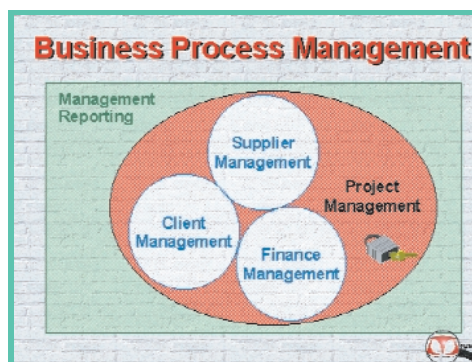 Business Process Management
Management
Reporting
Supplier
Management
Project
Management
Client
Management
Finance
Management